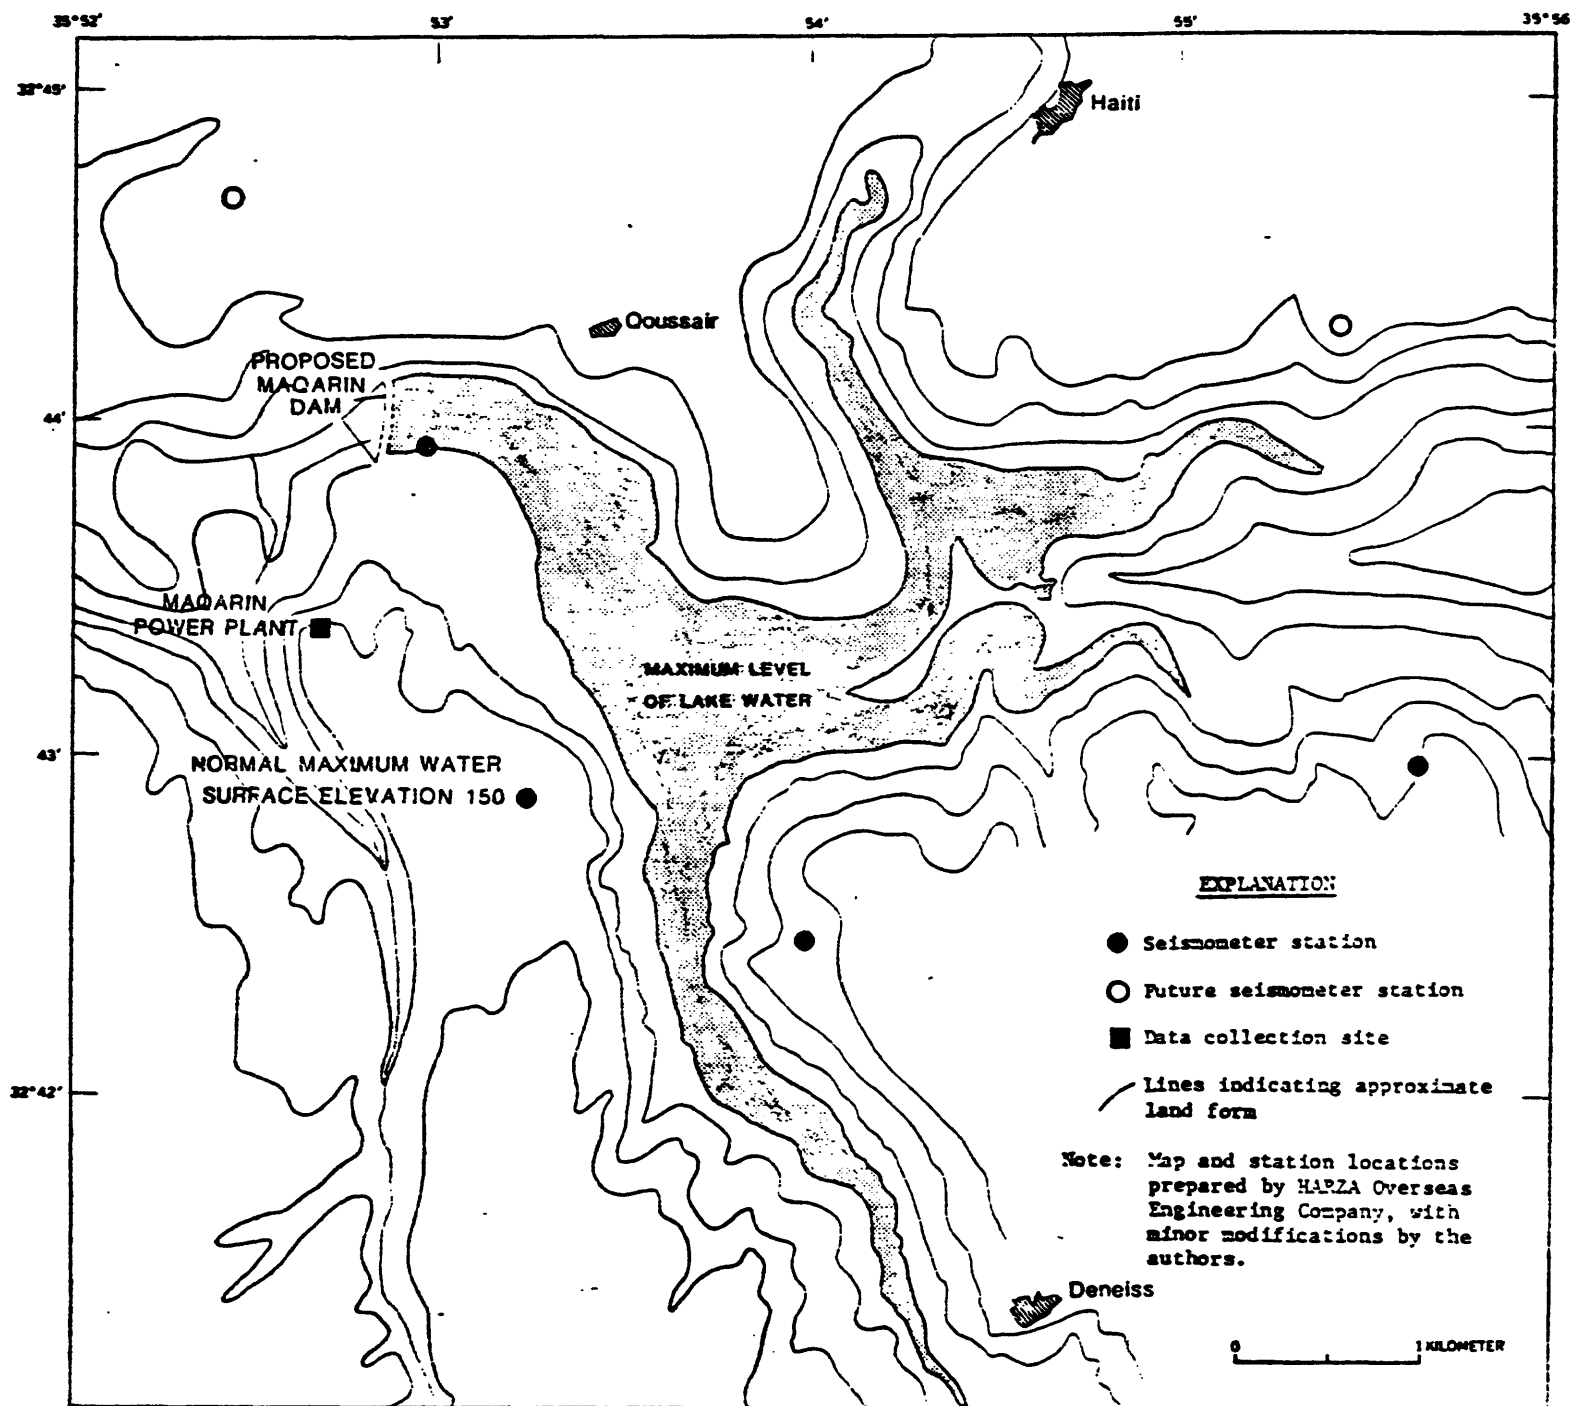 35°52' 53' 54' 55' 35°56'
32°45'
Haiti
Qoussair
PROPOSED
MAQARIN
DAM
44'
MAQARIN
POWER PLANT
MAXIMUM LEVEL
OF LAKE WATER
43'
NORMAL MAXIMUM WATER
SURFACE ELEVATION 150
EXPLANATION
Seismometer station
Future seismometer station
Data collection site
32°42'
Lines indicating approximate
land form
Note: Map and station locations
prepared by HARZA Overseas
Engineering Company, with
minor modifications by the
authors.
Deneiss
0 1 KILOMETER